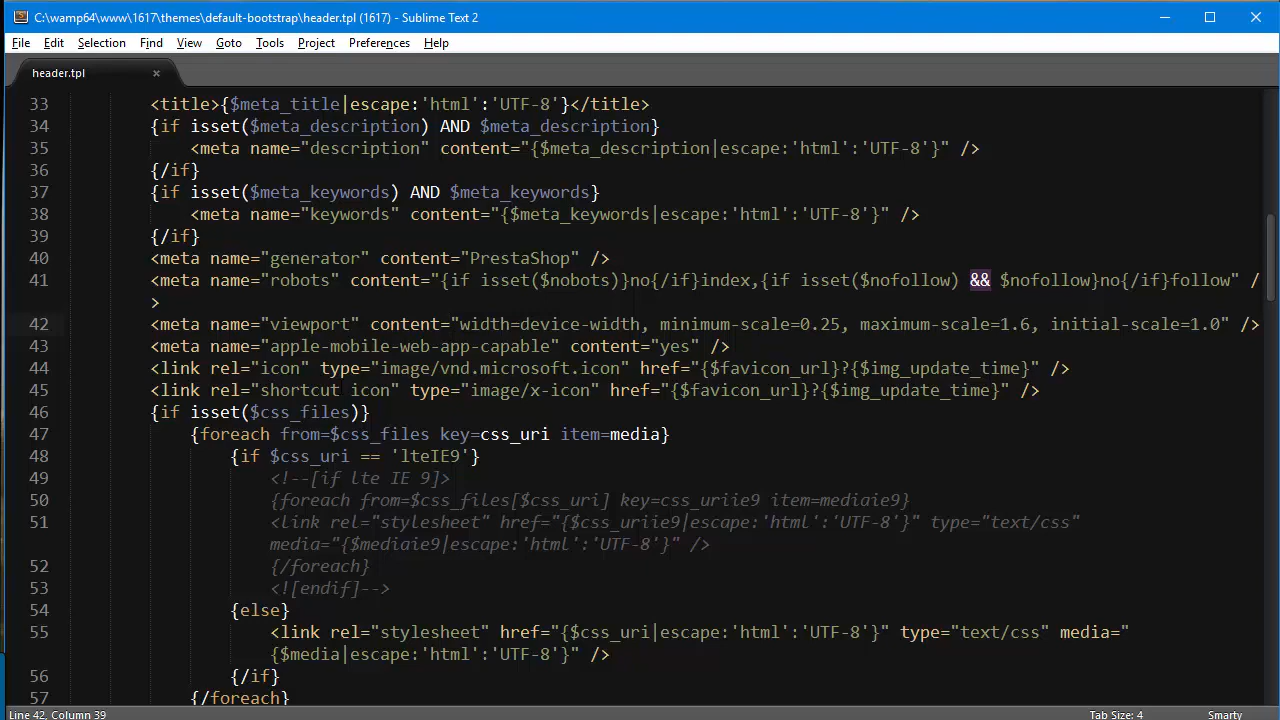 C:\wamp64\www\1617\themes\default-bootstrap\header.tpl (1617) - Sublime Text 2
File Edit Selection Find View Goto Tools Project Preferences Help
header.tpl ×
33 <title>{$meta_title|escape:'html':'UTF-8'}</title>
34 {if isset($meta_description) AND $meta_description}
35 <meta name="description" content="{$meta_description|escape:'html':'UTF-8'}" />
36 {/if}
37 {if isset($meta_keywords) AND $meta_keywords}
38 <meta name="keywords" content="{$meta_keywords|escape:'html':'UTF-8'}" />
39 {/if}
40 <meta name="generator" content="PrestaShop" />
41 <meta name="robots" content="{if isset($nobots)}no{/if}index,{if isset($nofollow) && $nofollow}no{/if}follow" /
>
42 <meta name="viewport" content="width=device-width, minimum-scale=0.25, maximum-scale=1.6, initial-scale=1.0" />
43 <meta name="apple-mobile-web-app-capable" content="yes" />
44 <link rel="icon" type="image/vnd.microsoft.icon" href="{$favicon_url}?{$img_update_time}" />
45 <link rel="shortcut icon" type="image/x-icon" href="{$favicon_url}?{$img_update_time}" />
46 {if isset($css_files)}
47 {foreach from=$css_files key=css_uri item=media}
48 {if $css_uri == 'lteIE9'}
49 <!--[if lte IE 9]>
50 {foreach from=$css_files[$css_uri] key=css_uriie9 item=mediaie9}
51 <link rel="stylesheet" href="{$css_uriie9|escape:'html':'UTF-8'}" type="text/css"
media="{$mediaie9|escape:'html':'UTF-8'}" />
52 {/foreach}
53 <![endif]-->
54 {else}
55 <link rel="stylesheet" href="{$css_uri|escape:'html':'UTF-8'}" type="text/css" media="
{$media|escape:'html':'UTF-8'}" />
56 {/if}
57 {/foreach}
Line 42, Column 39 Tab Size: 4 Smarty